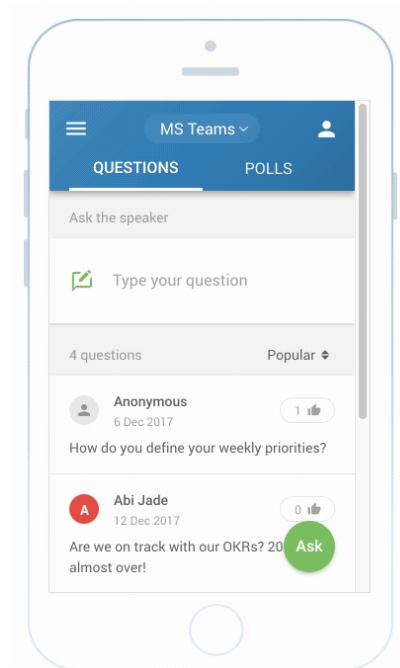 MS Teams
QUESTIONS POLLS
Ask the speaker
Type your question
4 questions Popular
Anonymous
6 Dec 2017
1
How do you define your weekly priorities?
A
Abi Jade
12 Dec 2017
0
Are we on track with our OKRs? 20
almost over!
Ask